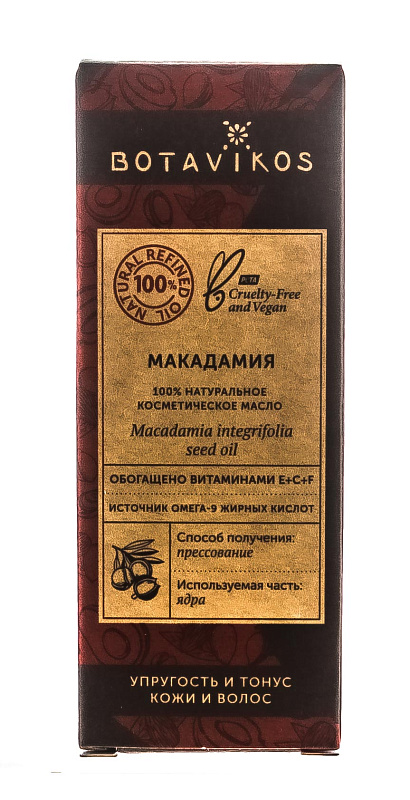 BOTAVIKOS
NATURAL REFINED OIL
100%
PETA
Cruelty-Free
and Vegan
МАКАДАМИЯ
100% НАТУРАЛЬНОЕ
КОСМЕТИЧЕСКОЕ МАСЛО
Macadamia integrifolia
seed oil
ОБОГАЩЕНО ВИТАМИНАМИ E+C+F
ИСТОЧНИК ОМЕГА-9 ЖИРНЫХ КИСЛОТ
Способ получения:
прессование
Используемая часть:
ядра
УПРУГОСТЬ И ТОНУС
КОЖИ И ВОЛОС